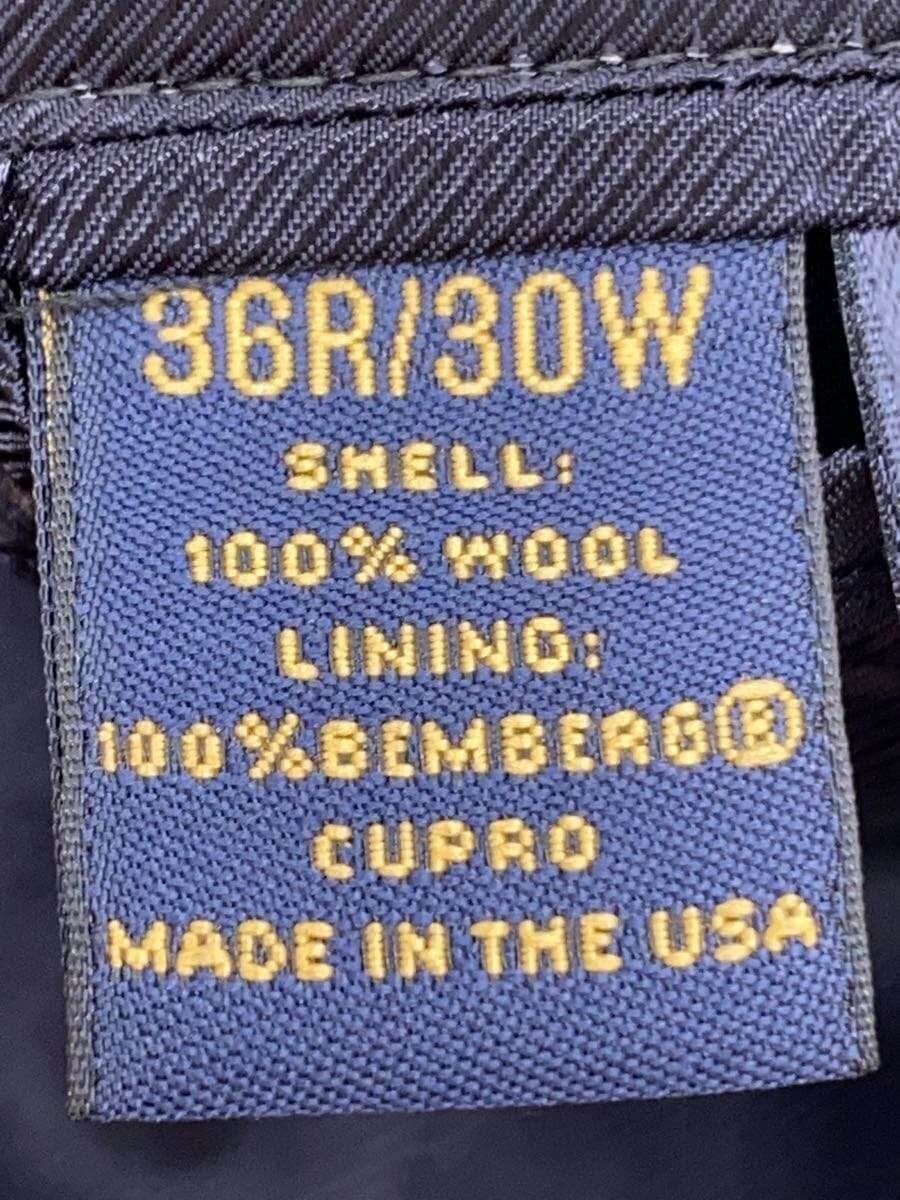 36R/30W
SHELL:
100% WOOL
LINING:
100%BEMBERG®
CUPRO
MADE IN THE USA